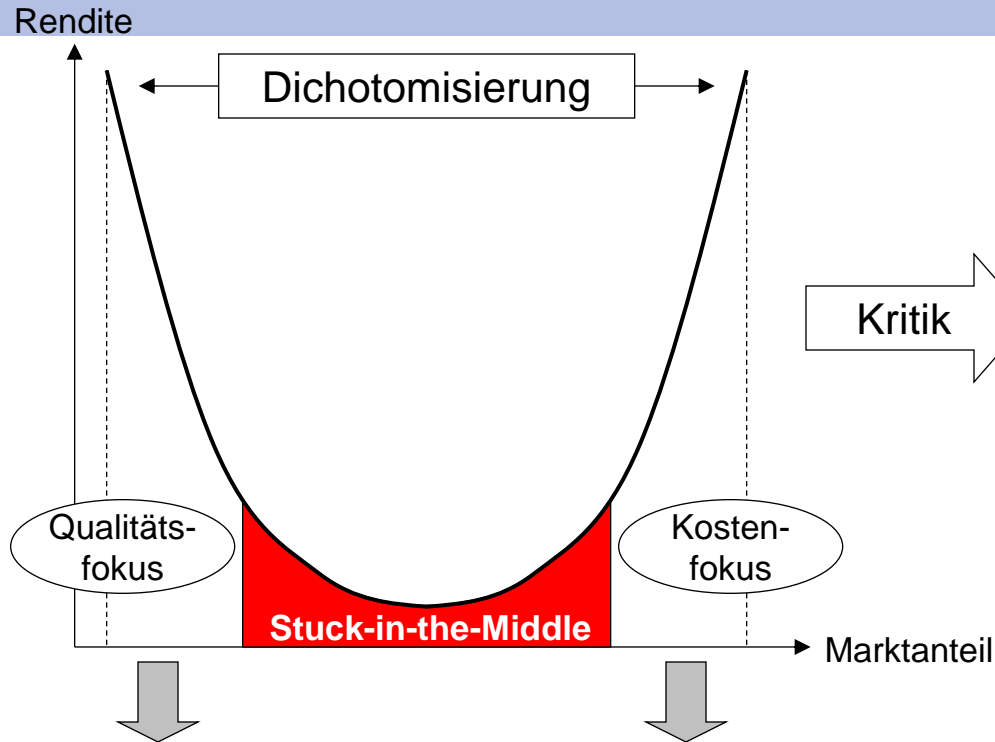 Rendite
Dichotomisierung
Kritik
Qualitäts-
fokus
Kosten-
fokus
Stuck-in-the-Middle
Marktanteil